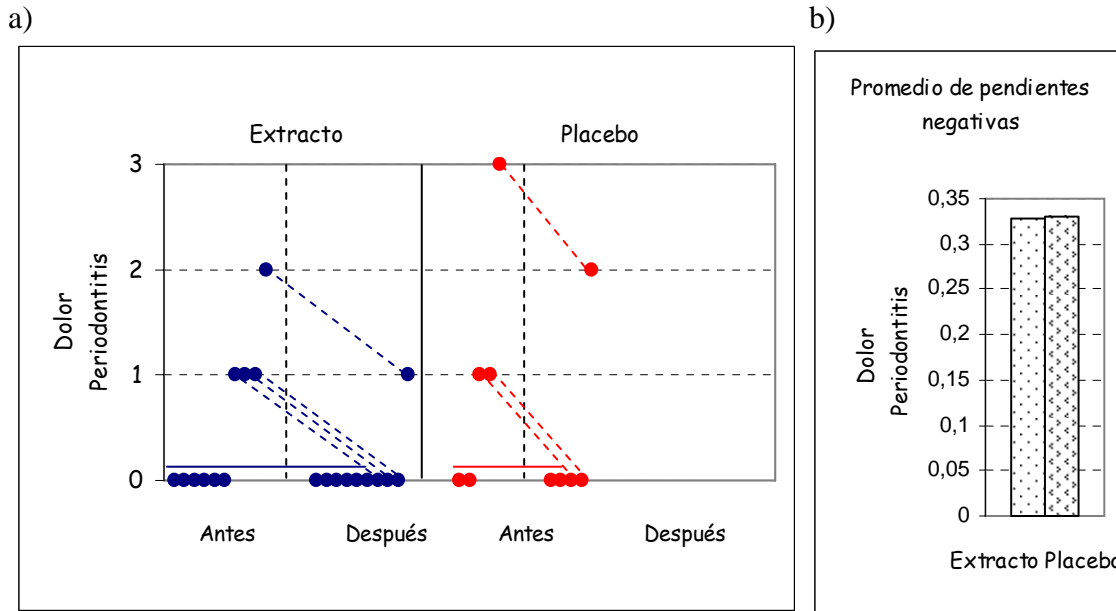 a)
Extracto
Placebo
3
2
1
0
Dolor
Periodontitis
Antes
Después
Antes
Después
b)
Promedio de pendientes
negativas
0,35
0,3
0,25
0,2
0,15
0,1
0,05
0
Dolor
Periodontitis
Extracto Placebo